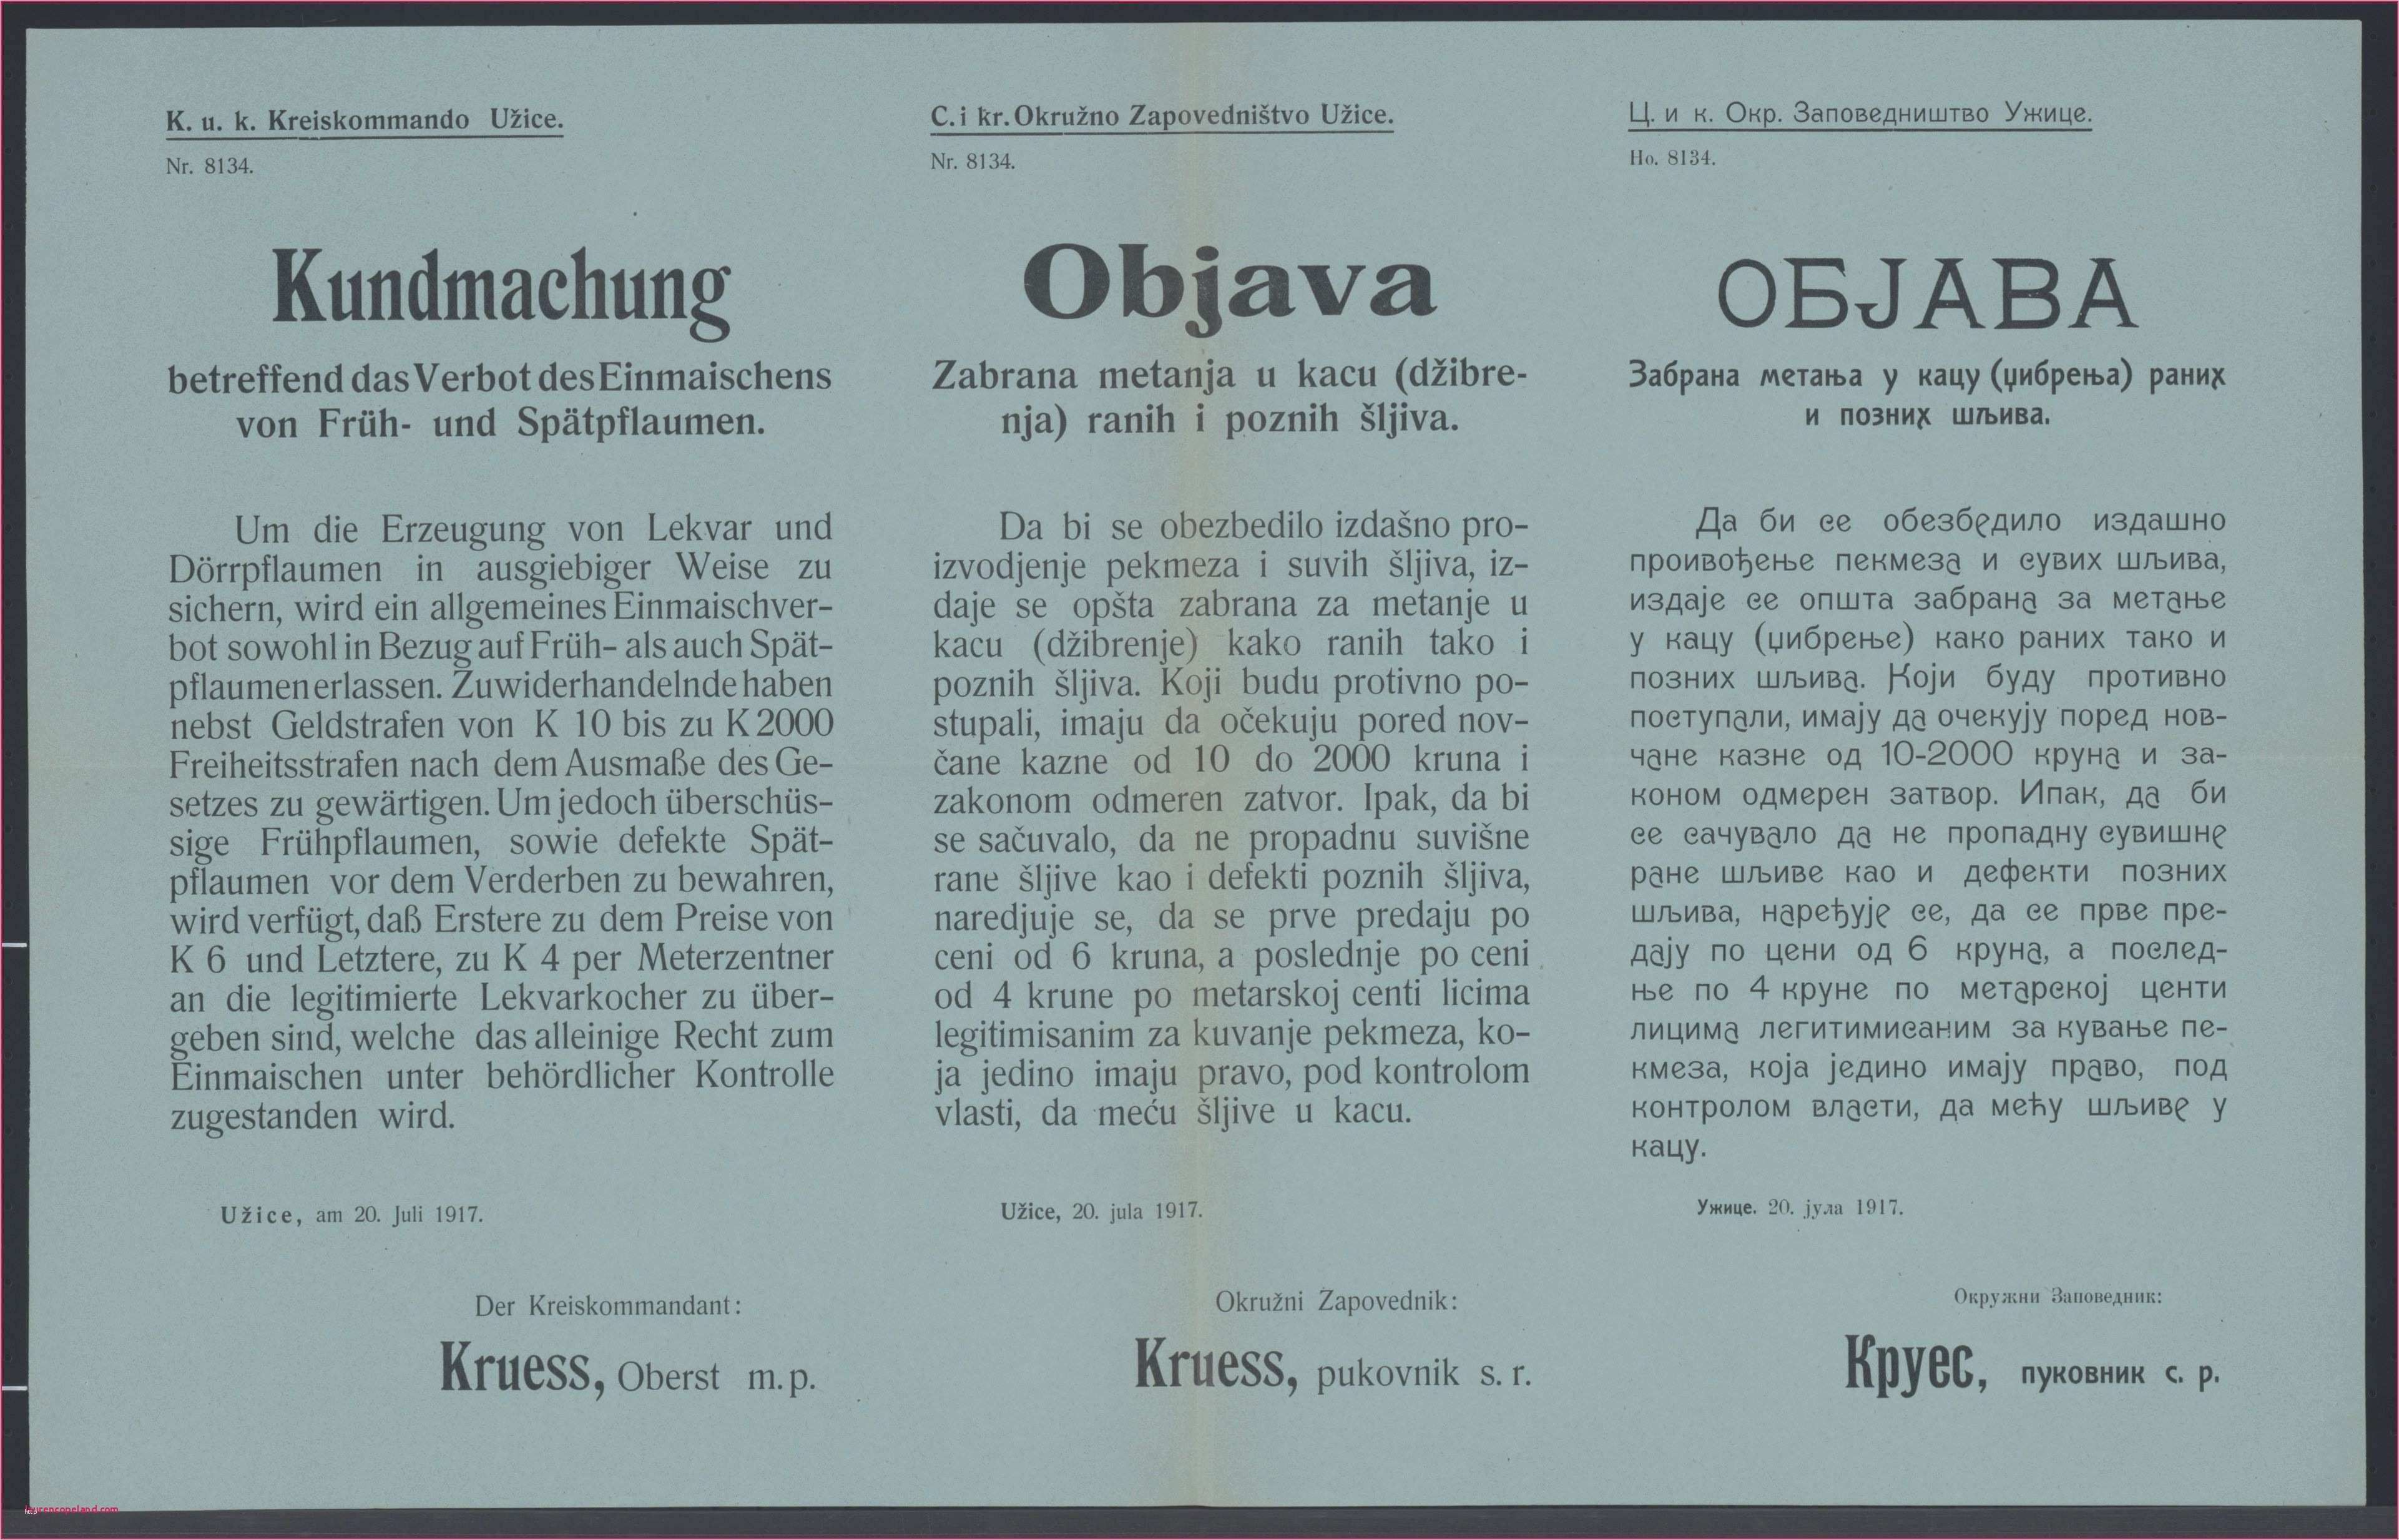 K. u. k. Kreiskommando Užice.
Nr. 8134.
Kundmachung
betreffend das Verbot des Einmaischens
von Früh- und Spätpflaumen.
Um die Erzeugung von Lekvar und
Dörrpflaumen in ausgiebiger Weise zu
sichern, wird ein allgemeines Einmaischver-
bot sowohl in Bezug auf Früh- als auch Spät-
pflaumen erlassen. Zuwiderhandelnde haben
nebst Geldstrafen von K 10 bis zu K 2000
Freiheitsstrafen nach dem Ausmaße des Ge-
setzes zu gewärtigen. Um jedoch überschüs-
sige Frühpflaumen, sowie defekte Spät-
pflaumen vor dem Verderben zu bewahren,
wird verfügt, daß Erstere zu dem Preise von
K 6 und Letztere, zu K 4 per Meterzentner
an die legitimierte Lekvarkocher zu über-
geben sind, welche das alleinige Recht zum
Einmaischen unter behördlicher Kontrolle
zugestanden wird.
Užice, am 20. Juli 1917.
Der Kreiskommandant:
Kruess, Oberst m. p.
C. i kr. Okružno Zapovedništvo Užice.
Nr. 8134.
Objava
Zabrana metanja u kacu (džibre-
nja) ranih i poznih šljiva.
Da bi se obezbedilo izdašno pro-
izvodjenje pekmeza i suvih šljiva, iz-
daje se opšta zabrana za metanje u
kacu (džibrenje) kako ranih tako i
poznih šljiva. Koji budu protivno po-
stupali, imaju da očekuju pored nov-
čane kazne od 10 do 2000 kruna i
zakonom odmeren zatvor. Ipak, da bi
se sačuvalo, da ne propadnu suvišne
rane šljive kao i defekti poznih šljiva,
naredjuje se, da se prve predaju po
ceni od 6 kruna, a poslednje po ceni
od 4 krune po metarskoj centi licima
legitimisanim za kuvanje pekmeza, ko-
ja jedino imaju pravo, pod kontrolom
vlasti, da meću šljive u kacu.
Užice, 20. jula 1917.
Okružni Zapovednik:
Kruess, pukovnik s. r.
Ц. и к. Окр. Заповедништво Ужице.
Но. 8134.
ОБЈАВА
Забрана метања у кацу (џибрења) раних
и позних шљива.
Да би се обезбедило издашно
проивођење пекмеза и сувих шљива,
издаје се општа забрана за метање
у кацу (џибрење) како раних тако и
позних шљива. Који буду противно
поступали, имају да очекују поред нов-
чане казне од 10-2000 круна и за-
коном одмерен затвор. Ипак, да би
се сачувало да не пропадну сувишне
ране шљиве као и дефекти позних
шљива, наређује се, да се прве пре-
дају по цени од 6 круна, а послед-
ње по 4 круне по метарској центи
лицима легитимисаним за кување пе-
кмеза, која једино имају право, под
контролом власти, да мећу шљиве у
кацу.
Ужице. 20. јула 1917.
Окружни Заповедник:
Круес, пуковник с. р.